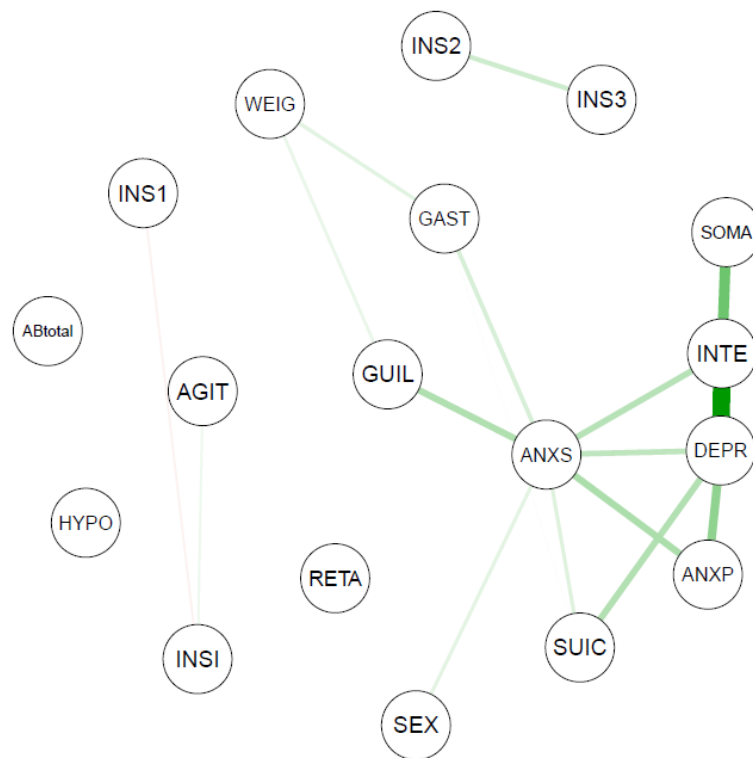 INS2
INS3
WEIG
INS1
GAST
SOMA
ABtotal
INTE
GUIL
AGIT
DEPR
ANXS
HYPO
ANXP
RETA
SUIC
INSI
SEX